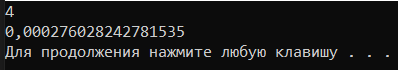 4
0,000276028242781535
Для продолжения нажмите любую клавишу . . .